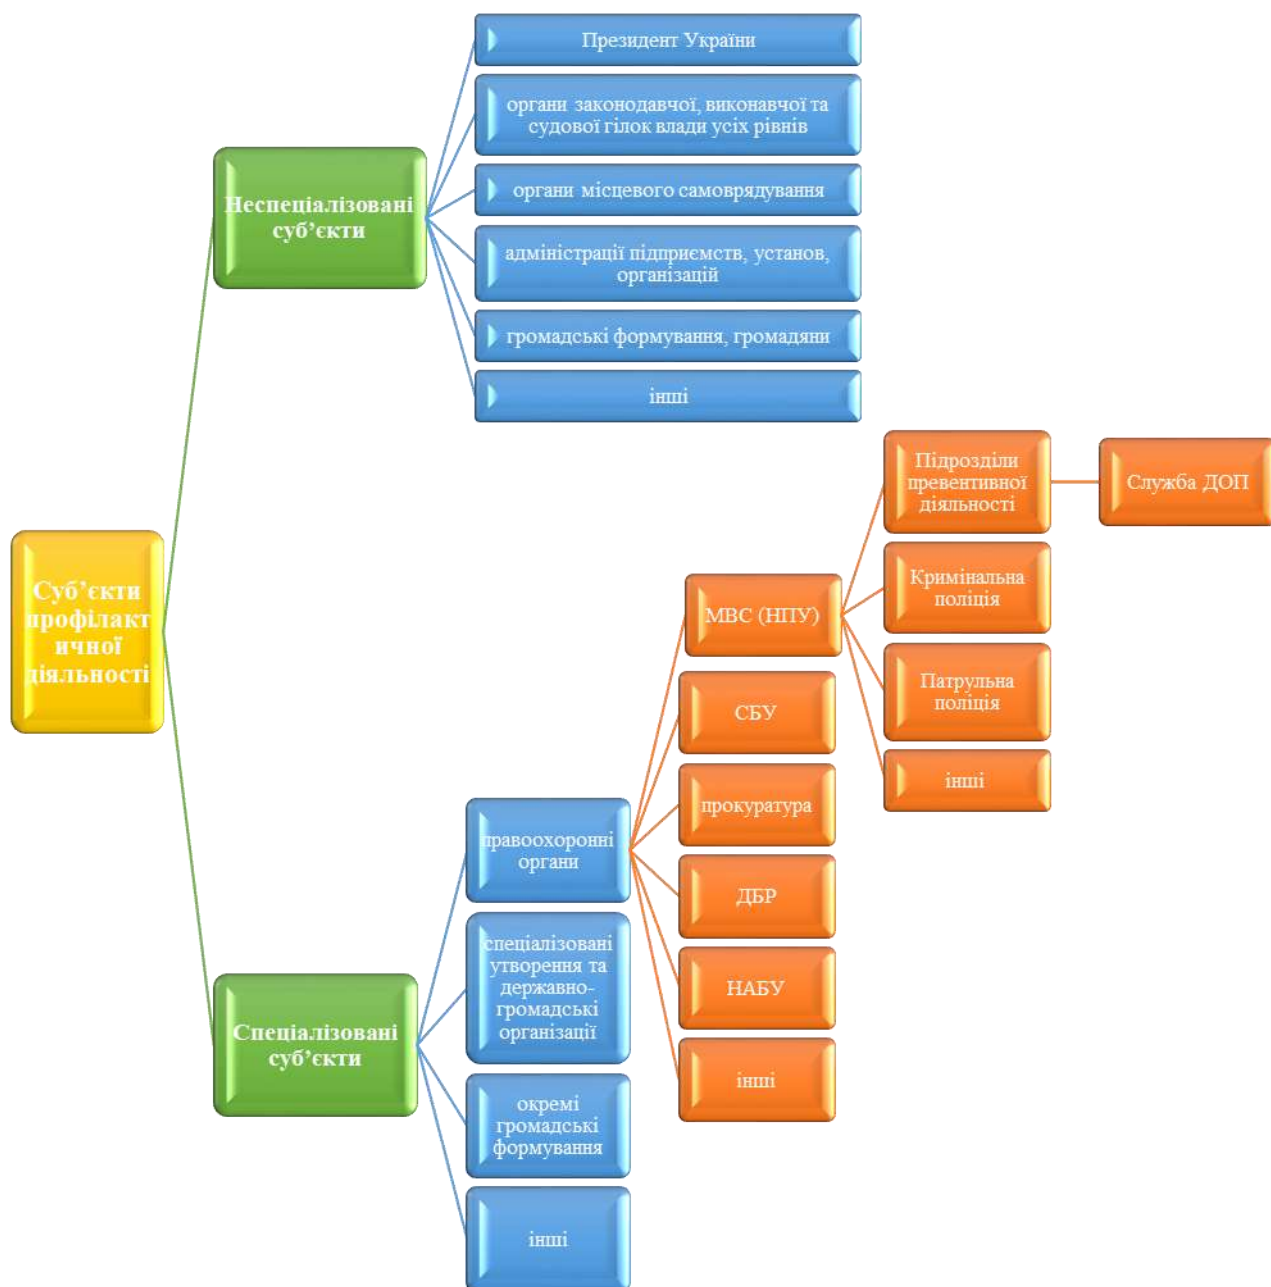 Президент України
органи законодавчої, виконавчої та
судової гілок влади усіх рівнів
Неспеціалізовані
суб’єкти
органи місцевого самоврядування
адміністрації підприємств, установ,
організацій
громадські формування, громадяни
інші
Підрозділи
превентивної
діяльності
Служба ДОП
Суб’єкти
профілакт
ичної
діяльності
Кримінальна
поліція
МВС (НПУ)
Патрульна
поліція
СБУ
інші
прокуратура
правоохоронні
органи
ДБР
спеціалізовані
утворення та
державно-
громадські
організації
НАБУ
Спеціалізовані
суб’єкти
інші
окремі
громадські
формування
інші